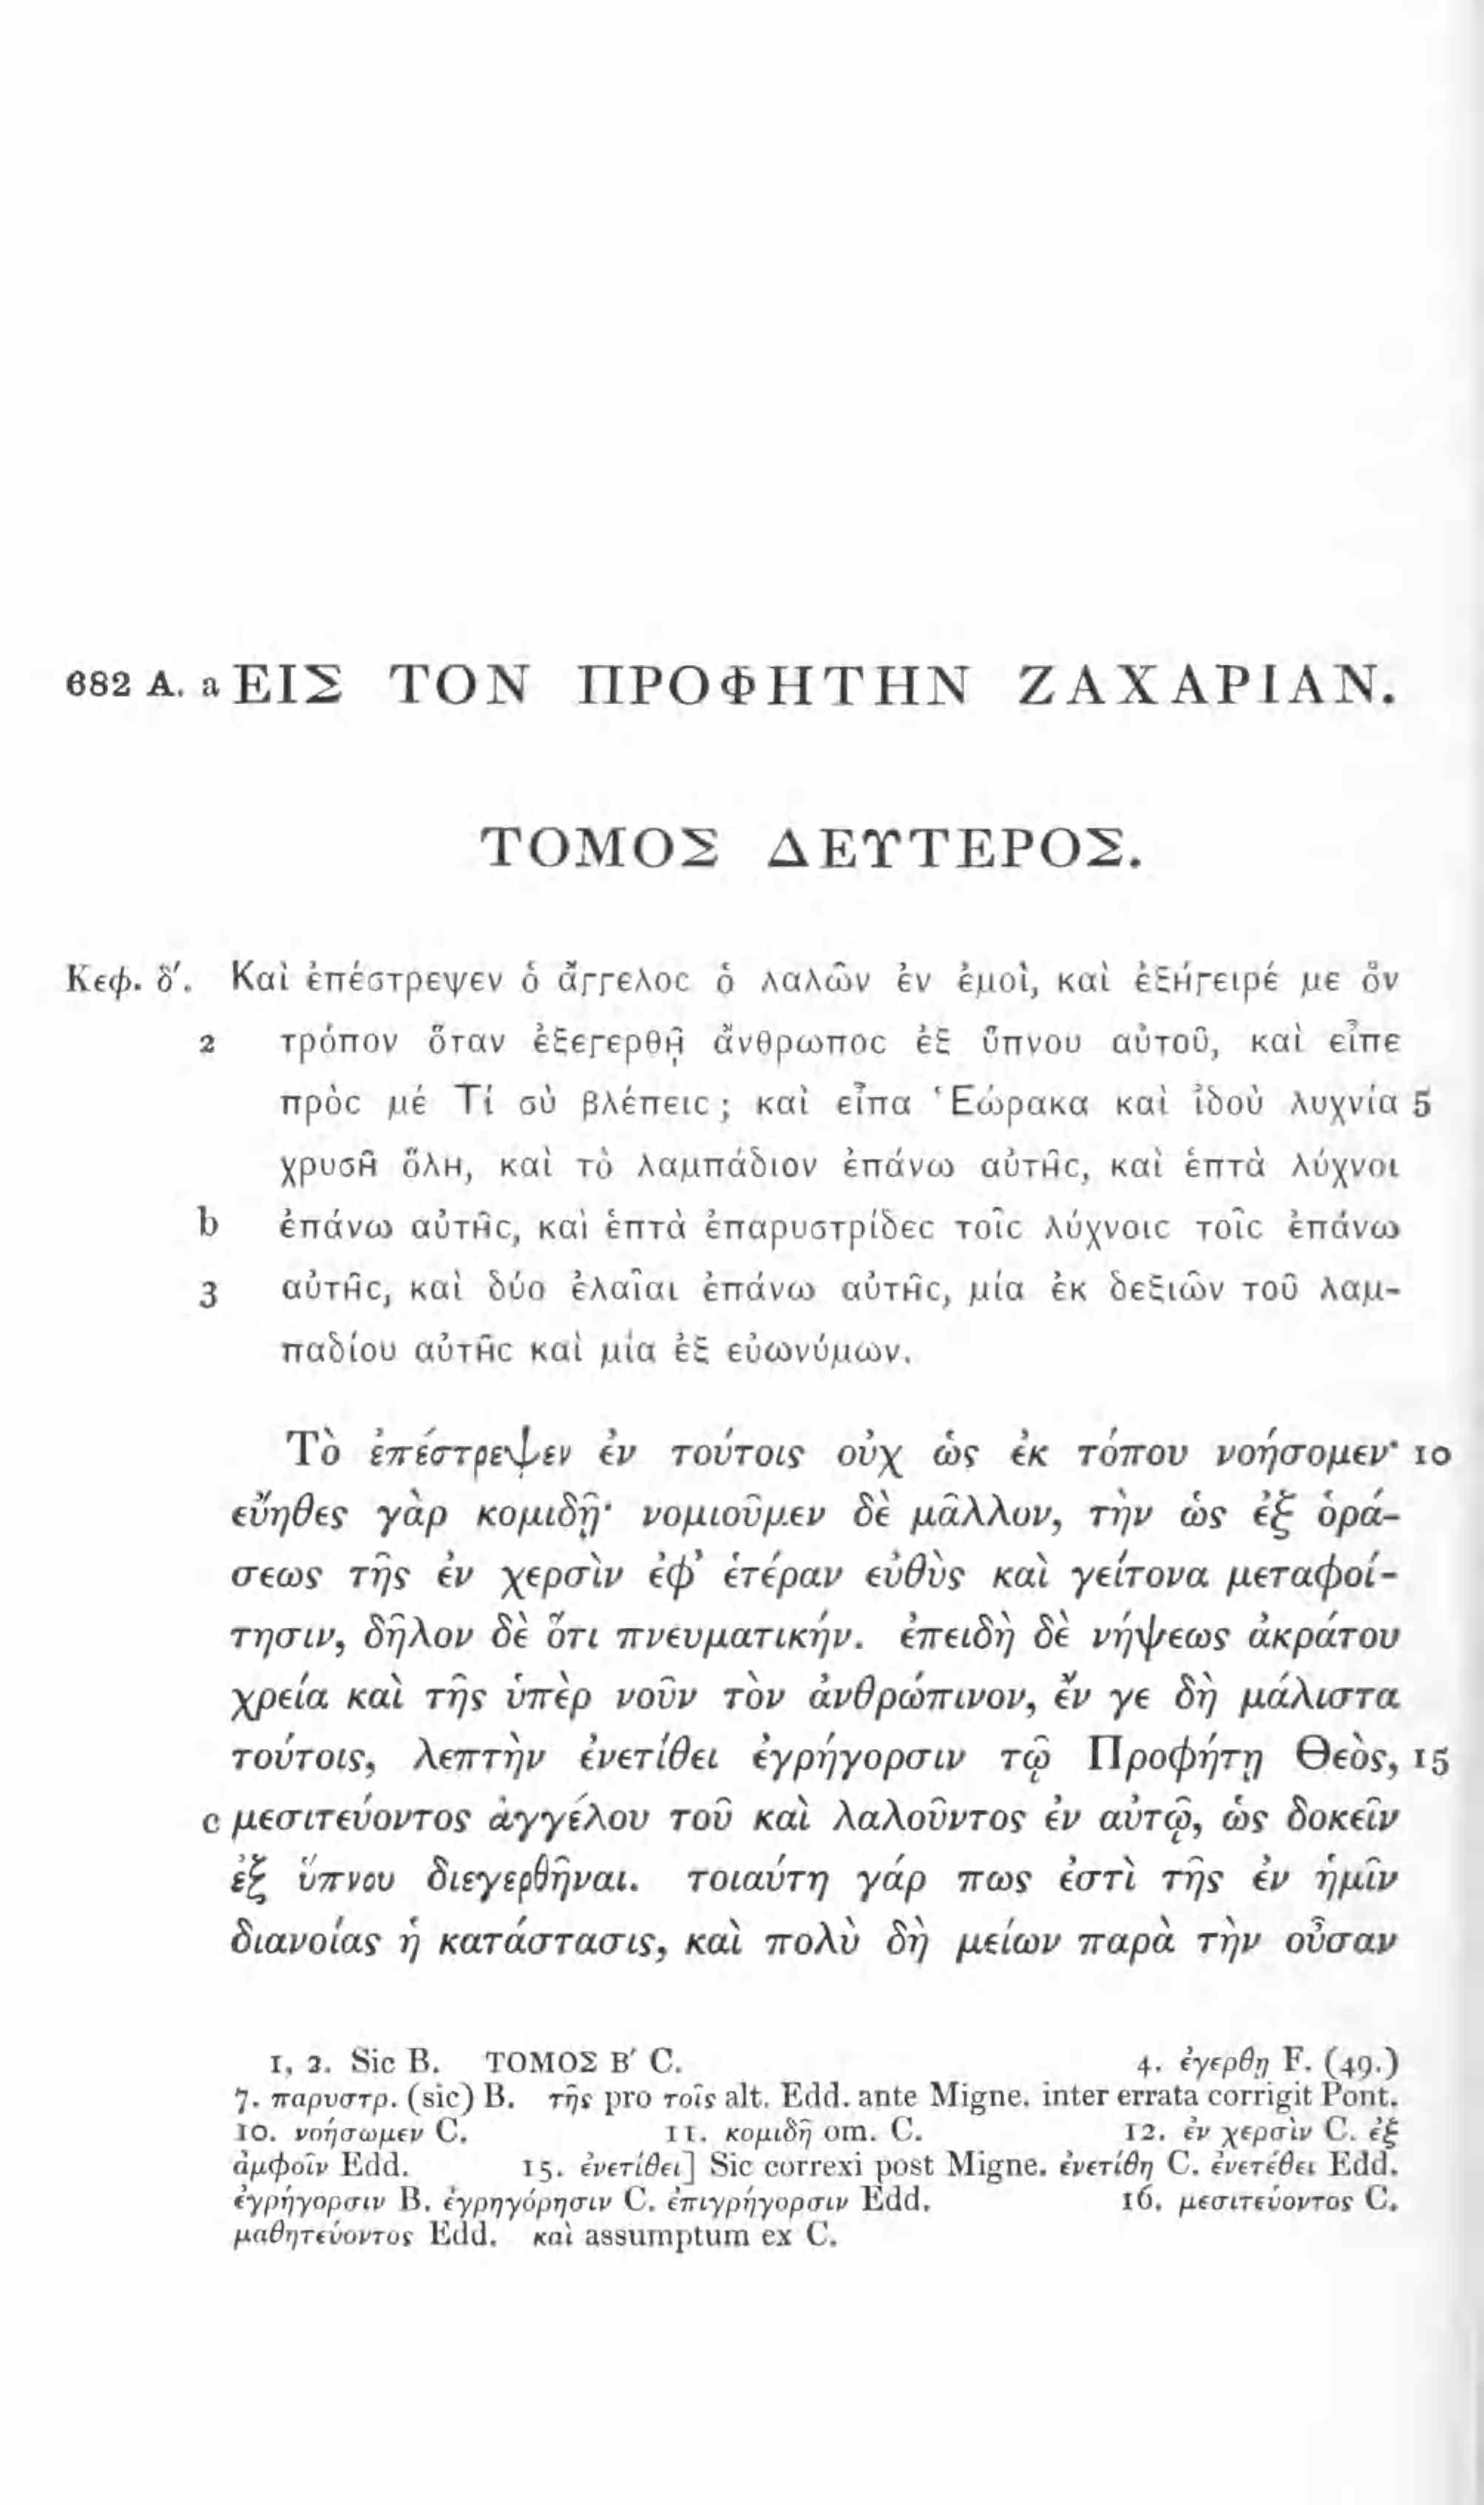 682 A. a ΕΙΣ ΤΟΝ ΠΡΟΦΗΤΗΝ ΖΑΧΑΡΙΑΝ.
ΤΟΜΟΣ ΔΕΥΤΕΡΟΣ.
Κεφ. δ΄. Καὶ ἐπέστρεψεν ὁ ἄγγελος ὁ λαλῶν ἐν ἐμοὶ, καὶ ἐξήγειρέ με ὃν
2 τρόπον ὅταν ἐξεγερθῇ ἄνθρωπος ἐξ ὕπνου αὐτοῦ, καὶ εἶπε
πρὸς μέ Τί σὺ βλέπεις ; καὶ εἶπα Ἑώρακα καὶ ἰδοὺ λυχνία 5
χρυσῆ ὅλη, καὶ τὸ λαμπάδιον ἐπάνω αὐτῆς, καὶ ἑπτὰ λύχνοι
b ἐπάνω αὐτῆς, καὶ ἑπτὰ ἐπαρυστρίδες τοῖς λύχνοις τοῖς ἐπάνω
3 αὐτῆς, καὶ δύο ἐλαῖαι ἐπάνω αὐτῆς, μία ἐκ δεξιῶν τοῦ λαμ-
παδίου αὐτῆς καὶ μία ἐξ εὐωνύμων.
Τὸ ἐπέστρεψεν ἐν τούτοις οὐχ ὡς ἐκ τόπου νοήσομεν· 10
εὔηθες γὰρ κομιδῇ· νομιοῦμεν δὲ μᾶλλον, τὴν ὡς ἐξ ὁρά-
σεως τῆς ἐν χερσὶν ἐφ’ ἑτέραν εὐθὺς καὶ γείτονα μεταφοί-
τησιν, δῆλον δὲ ὅτι πνευματικήν. ἐπειδὴ δὲ νήψεως ἀκράτου
χρεία καὶ τῆς ὑπὲρ νοῦν τὸν ἀνθρώπινον, ἔν γε δὴ μάλιστα
τούτοις, λεπτὴν ἐνετίθει ἐγρήγορσιν τῷ Προφήτῃ Θεὸς, 15
c μεσιτεύοντος ἀγγέλου τοῦ καὶ λαλοῦντος ἐν αὐτῷ, ὡς δοκεῖν
ἐξ ὕπνου διεγερθῆναι. τοιαύτη γάρ πως ἐστὶ τῆς ἐν ἡμῖν
διανοίας ἡ κατάστασις, καὶ πολὺ δὴ μείων παρὰ τὴν οὖσαν
1, 2. Sic B. ΤΟΜΟΣ Β΄ C. 4. ἐγερθῃ F. (49.)
7. παρυστρ. (sic) B. τῆς pro τοῖς alt. Edd. ante Migne. inter errata corrigit Pont.
10. νοήσωμεν C. 11. κομιδῆ om. C. 12. ἐν χερσὶν C. ἐξ
ἀμφοῖν Edd. 15. ἐνετίθει] Sic correxi post Migne. ἐνετίθη C. ἐνετέθει Edd.
ἐγρήγορσιν B. ἐγρηγόρησιν C. ἐπιγρήγορσιν Edd. 16. μεσιτεύοντος C.
μαθητεύοντος Edd. καὶ assumptum ex C.